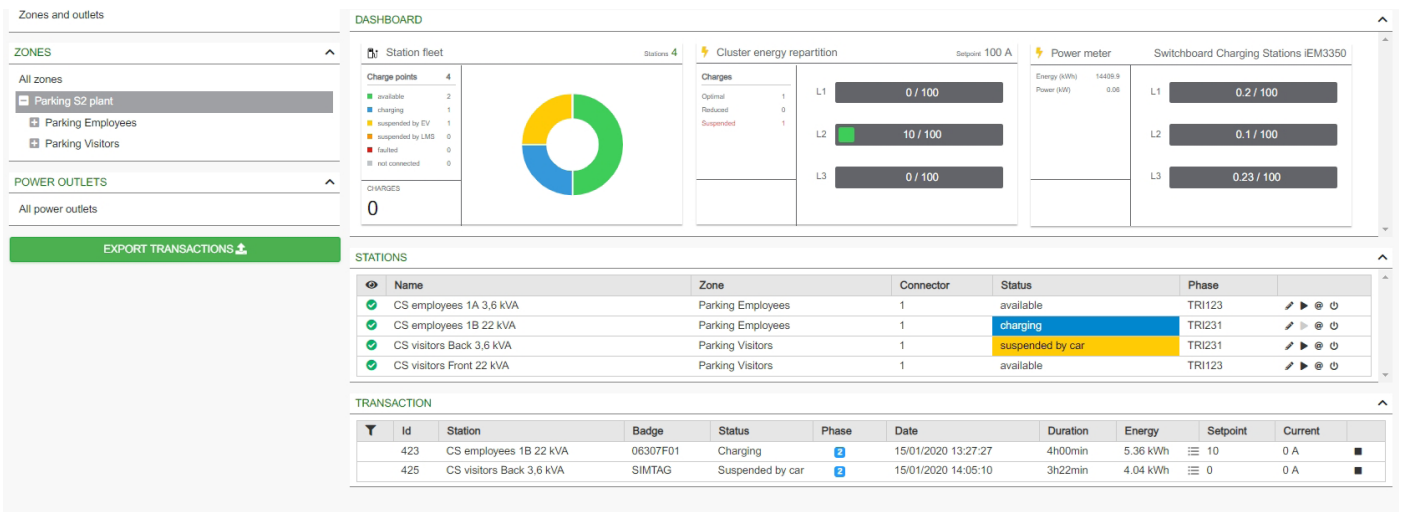 Zones and outlets
ZONES
All zones
Parking S2 plant
Parking Employees
Parking Visitors
POWER OUTLETS
All power outlets
EXPORT TRANSACTIONS
DASHBOARD
Station fleet Stations 4
Charge points 4
available 2
charging 1
suspended by EV 1
suspended by LMS 0
faulted 0
not connected 0
CHARGES
0
Cluster energy repartition Setpoint 100 A
Charges
Optimal 1
Reduced 0
Suspended 1
L1 0 / 100
L2 10 / 100
L3 0 / 100
Power meter Switchboard Charging Stations iEM3350
Energy (kWh) 14409.9
Power (kW) 0.06
L1 0.2 / 100
L2 0.1 / 100
L3 0.23 / 100
STATIONS
Name Zone Connector Status Phase
CS employees 1A 3,6 kVA Parking Employees 1 available TRI123
CS employees 1B 22 kVA Parking Employees 1 charging TRI231
CS visitors Back 3,6 kVA Parking Visitors 1 suspended by car TRI231
CS visitors Front 22 kVA Parking Visitors 1 available TRI123
TRANSACTION
Id Station Badge Status Phase Date Duration Energy Setpoint Current
423 CS employees 1B 22 kVA 06307F01 Charging 2 15/01/2020 13:27:27 4h00min 5.36 kWh 10 0 A
425 CS visitors Back 3,6 kVA SIMTAG Suspended by car 2 15/01/2020 14:05:10 3h22min 4.04 kWh 0 0 A